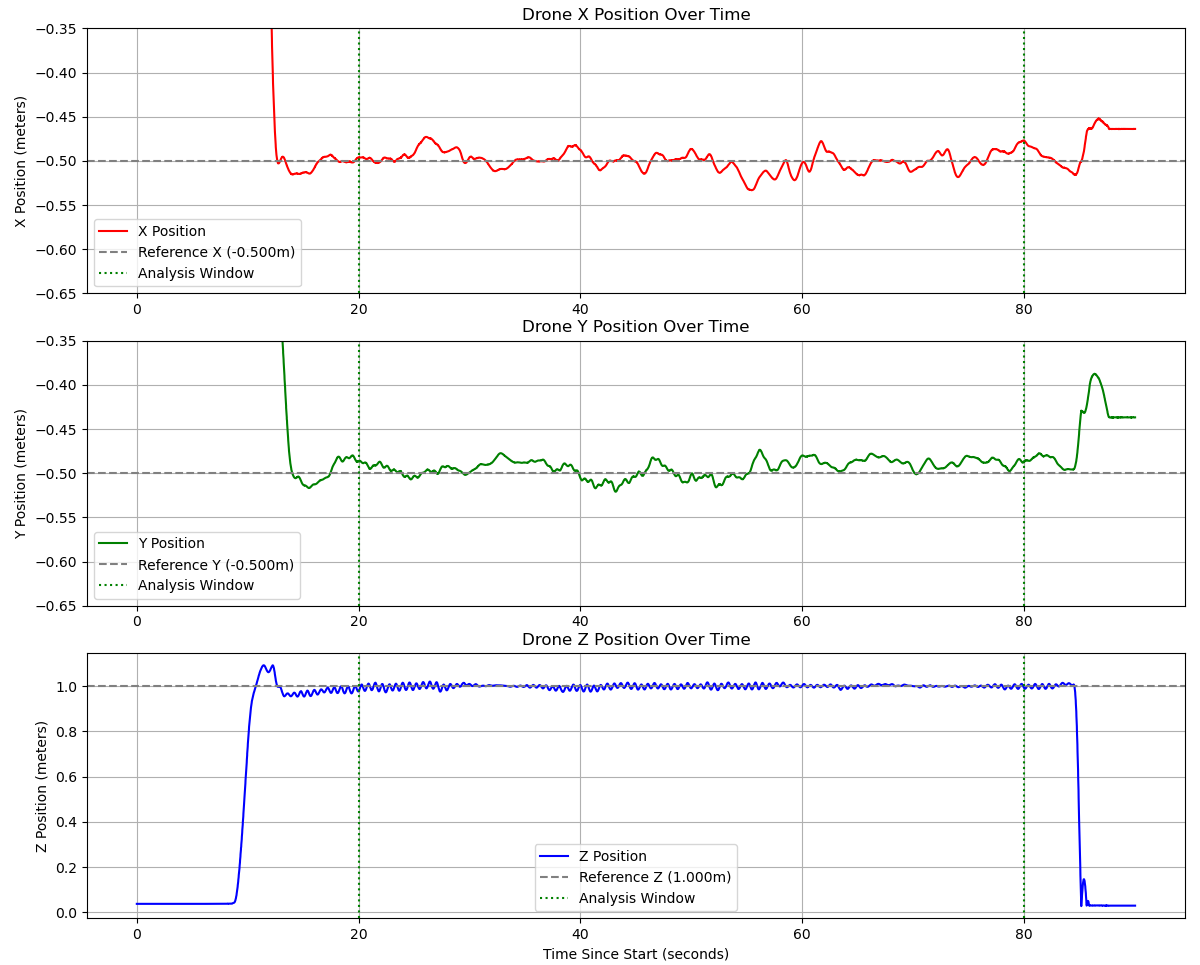 Drone X Position Over Time
X Position (meters)
−0.35
−0.40
−0.45
−0.50
−0.55
−0.60
−0.65
X Position
Reference X (-0.500m)
Analysis Window
0 20 40 60 80
Drone Y Position Over Time
Y Position (meters)
−0.35
−0.40
−0.45
−0.50
−0.55
−0.60
−0.65
Y Position
Reference Y (-0.500m)
Analysis Window
0 20 40 60 80
Drone Z Position Over Time
Z Position (meters)
1.0
0.8
0.6
0.4
0.2
0.0
Z Position
Reference Z (1.000m)
Analysis Window
0 20 40 60 80
Time Since Start (seconds)